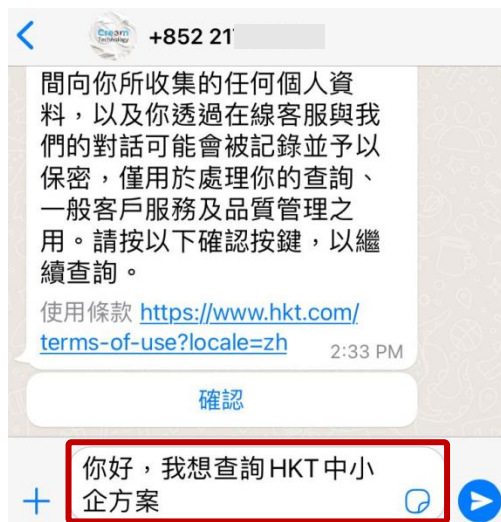 Cream
Technology
+852 21
間向你所收集的任何個人資
料，以及你透過在線客服與我
們的對話可能會被記錄並予以
保密，僅用於處理你的查詢、
一般客戶服務及品質管理之
用。請按以下確認按鍵，以繼
續查詢。
使用條款 https://www.hkt.com/
terms-of-use?locale=zh
2:33 PM
確認
你好，我想查詢HKT中小
企方案